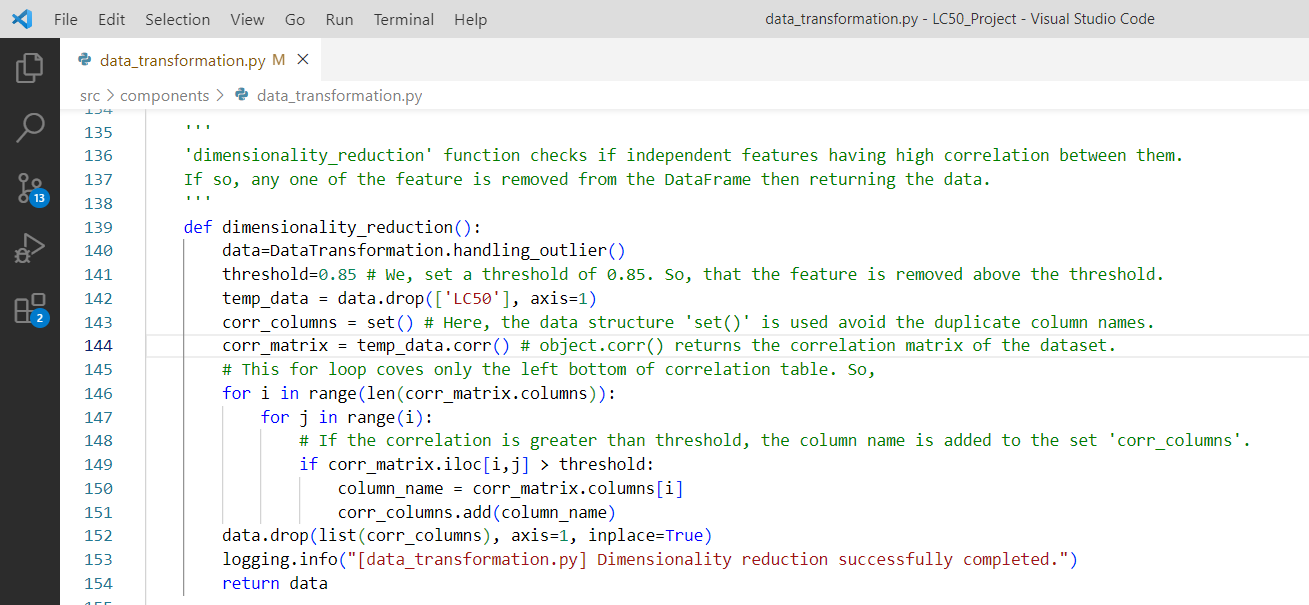 File Edit Selection View Go Run Terminal Help data_transformation.py - LC50_Project - Visual Studio Code
data_transformation.py M ×
src > components > data_transformation.py
134
135 '''
136 'dimensionality_reduction' function checks if independent features having high correlation between them.
137 If so, any one of the feature is removed from the DataFrame then returning the data.
138 '''
139 def dimensionality_reduction():
140 data=DataTransformation.handling_outlier()
141 threshold=0.85 # We, set a threshold of 0.85. So, that the feature is removed above the threshold.
142 temp_data = data.drop(['LC50'], axis=1)
143 corr_columns = set() # Here, the data structure 'set()' is used avoid the duplicate column names.
144 corr_matrix = temp_data.corr() # object.corr() returns the correlation matrix of the dataset.
145 # This for loop coves only the left bottom of correlation table. So,
146 for i in range(len(corr_matrix.columns)):
147 for j in range(i):
148 # If the correlation is greater than threshold, the column name is added to the set 'corr_columns'.
149 if corr_matrix.iloc[i,j] > threshold:
150 column_name = corr_matrix.columns[i]
151 corr_columns.add(column_name)
152 data.drop(list(corr_columns), axis=1, inplace=True)
153 logging.info("[data_transformation.py] Dimensionality reduction successfully completed.")
154 return data
155
13
2